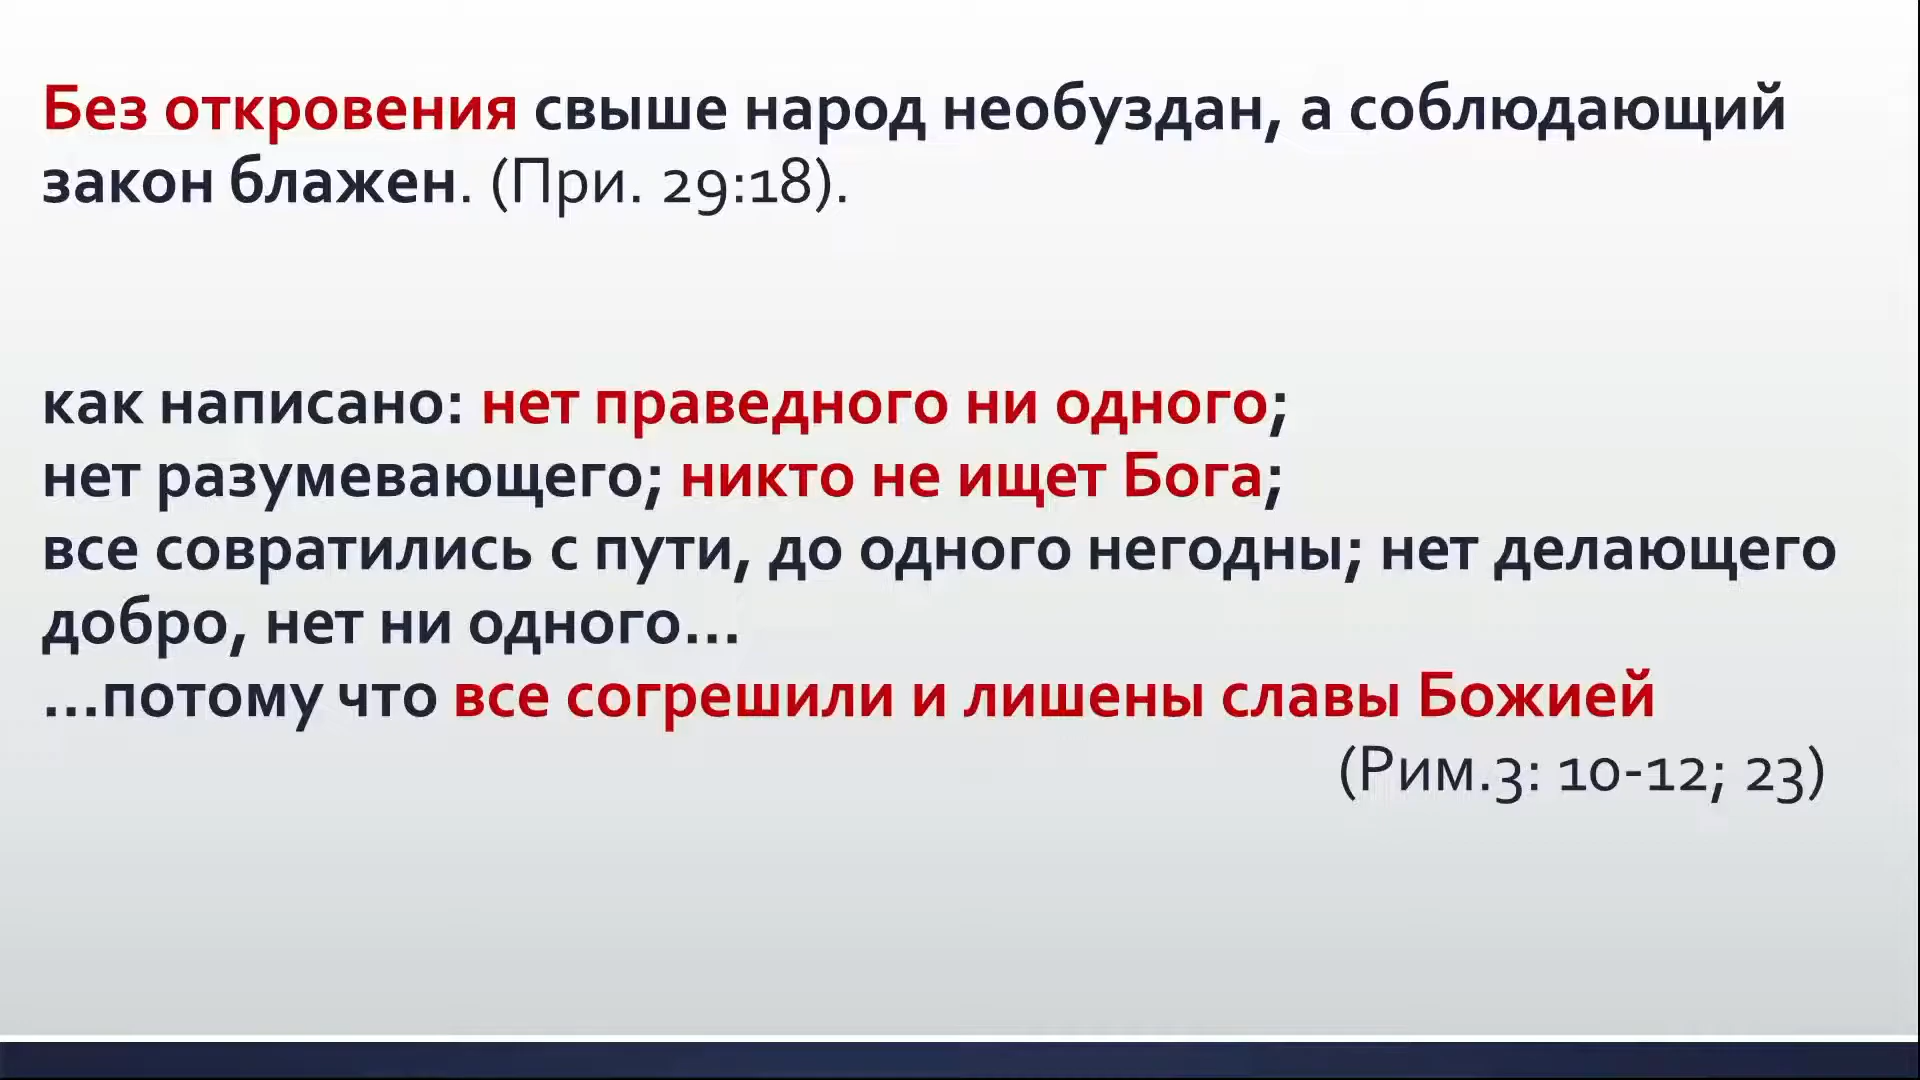 Без откровения свыше народ необуздан, а соблюдающий
закон блажен. (При. 29:18).
как написано: нет праведного ни одного;
нет разумевающего; никто не ищет Бога;
все совратились с пути, до одного негодны; нет делающего
добро, нет ни одного...
...потому что все согрешили и лишены славы Божией
(Рим.3: 10-12; 23)